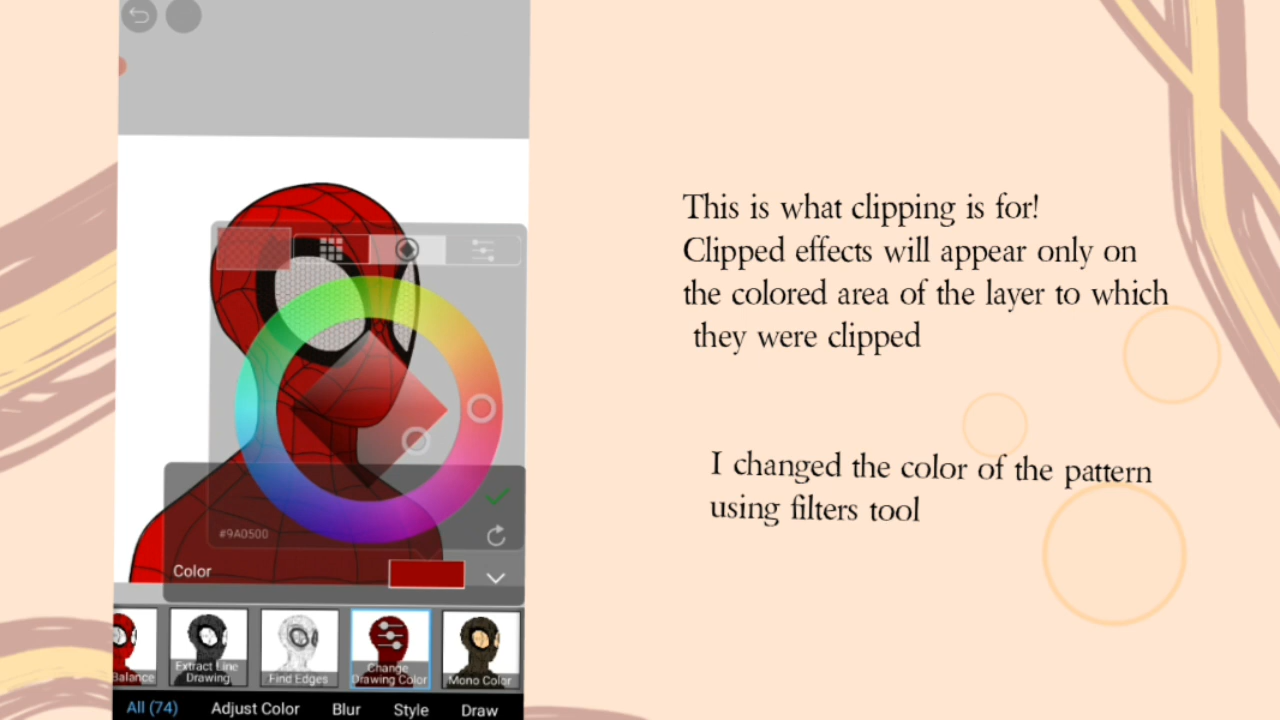 This is what clipping is for!
Clipped effects will appear only on
the colored area of the layer to which
they were clipped
I changed the color of the pattern
using filters tool
#9A0500
Color
Balance
Extract Line
Drawing
Find Edges
Change
Drawing Color
Mono Color
All (74)
Adjust Color
Blur
Style
Draw